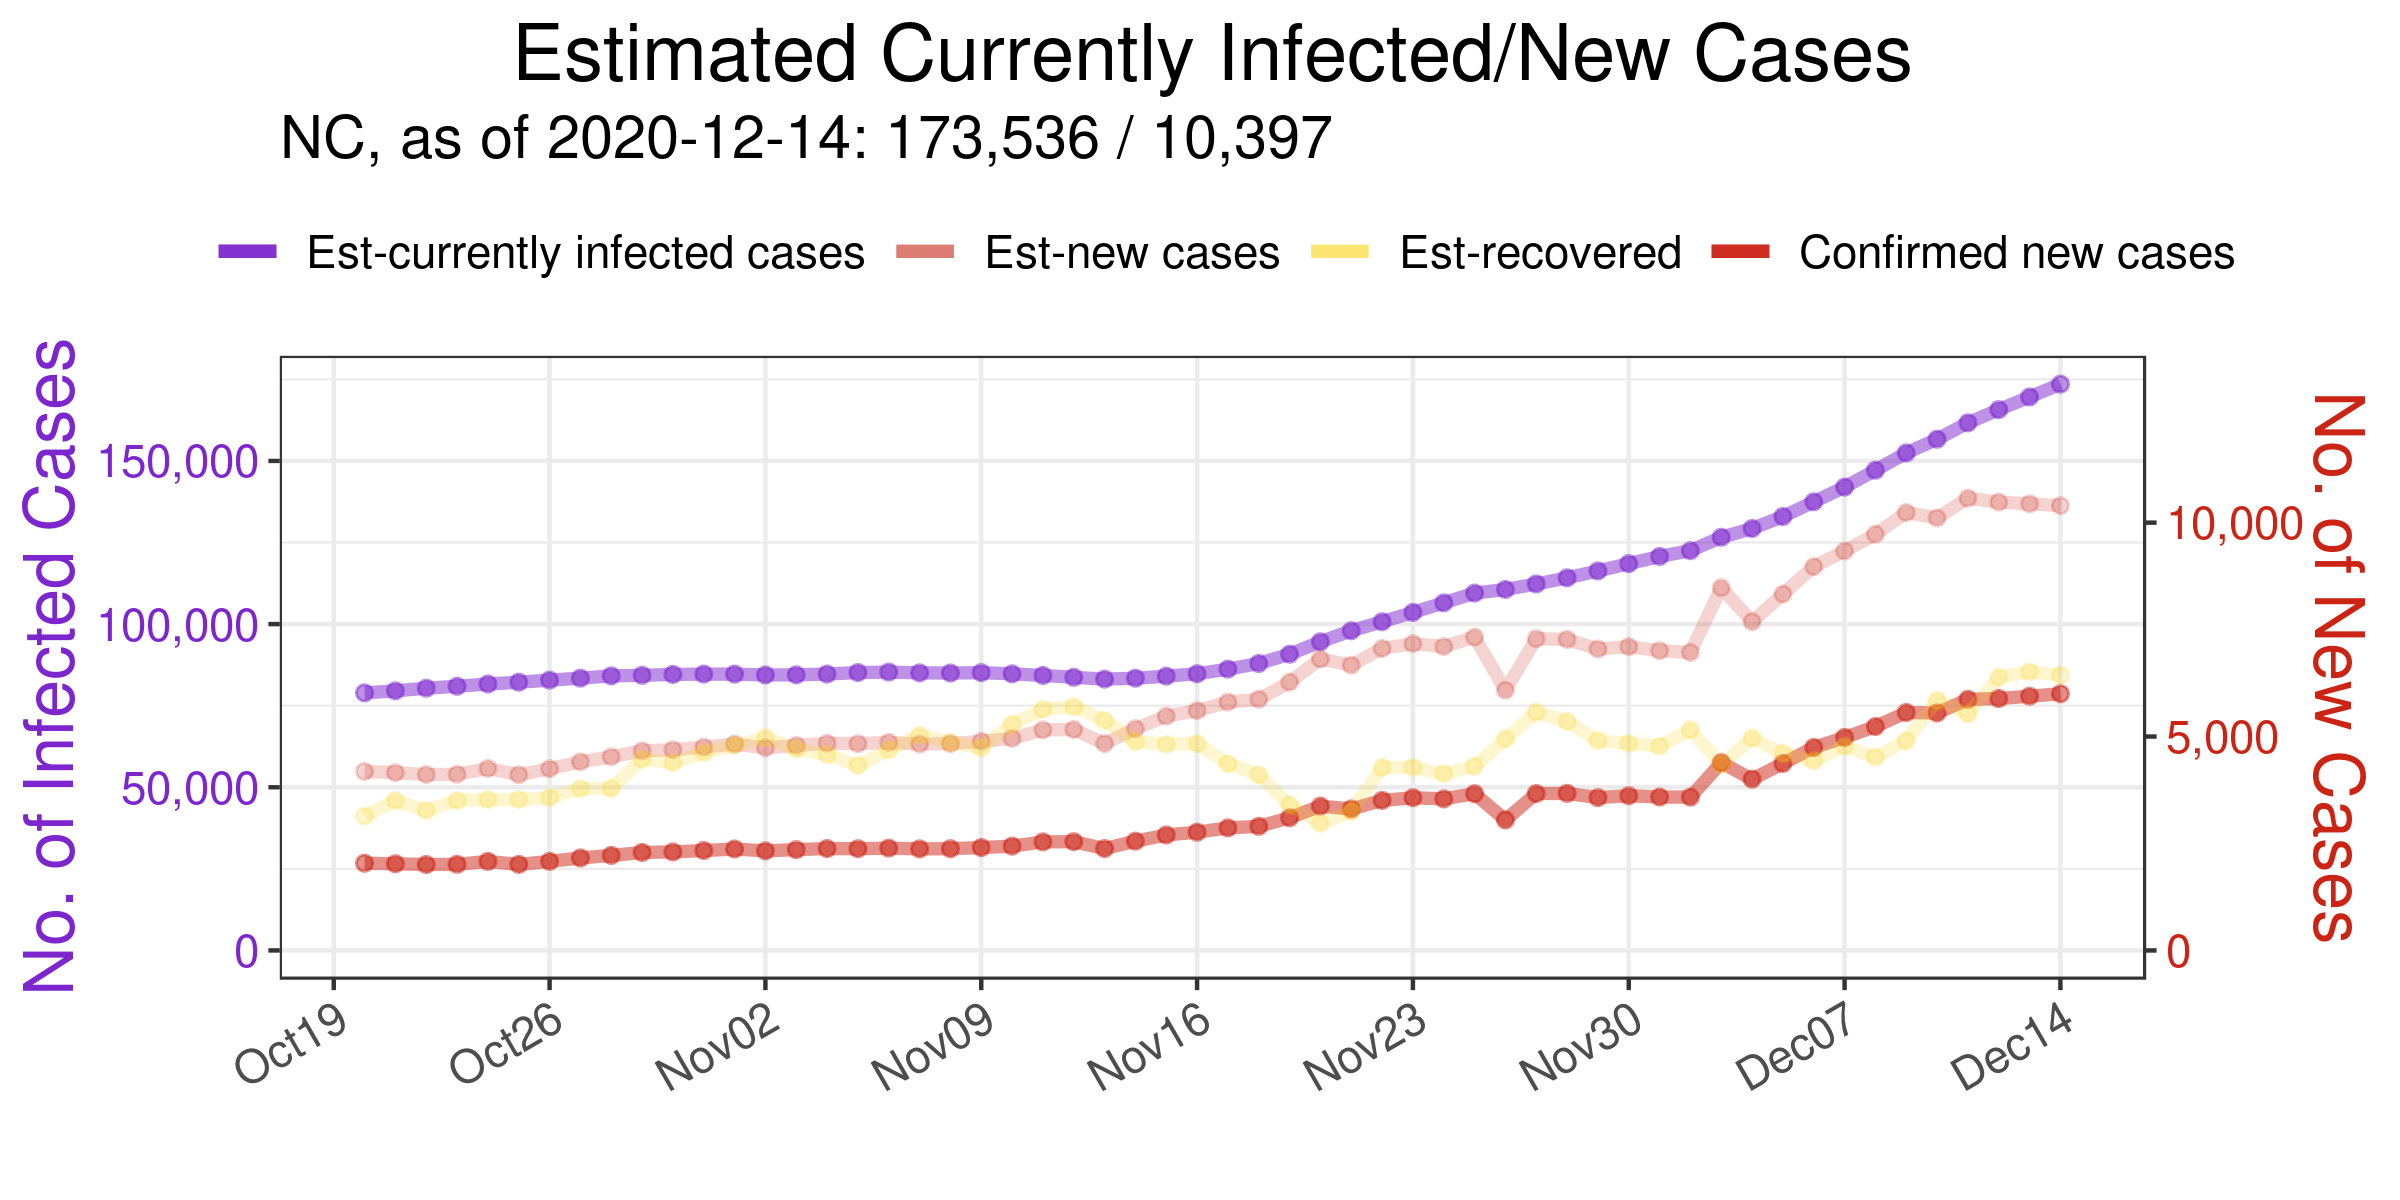 Estimated Currently Infected/New Cases
NC, as of 2020-12-14: 173,536 / 10,397
Est-currently infected cases Est-new cases Est-recovered Confirmed new cases
No. of Infected Cases
150,000
100,000
50,000
0
10,000
5,000
0
No. of New Cases
Oct19 Oct26 Nov02 Nov09 Nov16 Nov23 Nov30 Dec07 Dec14